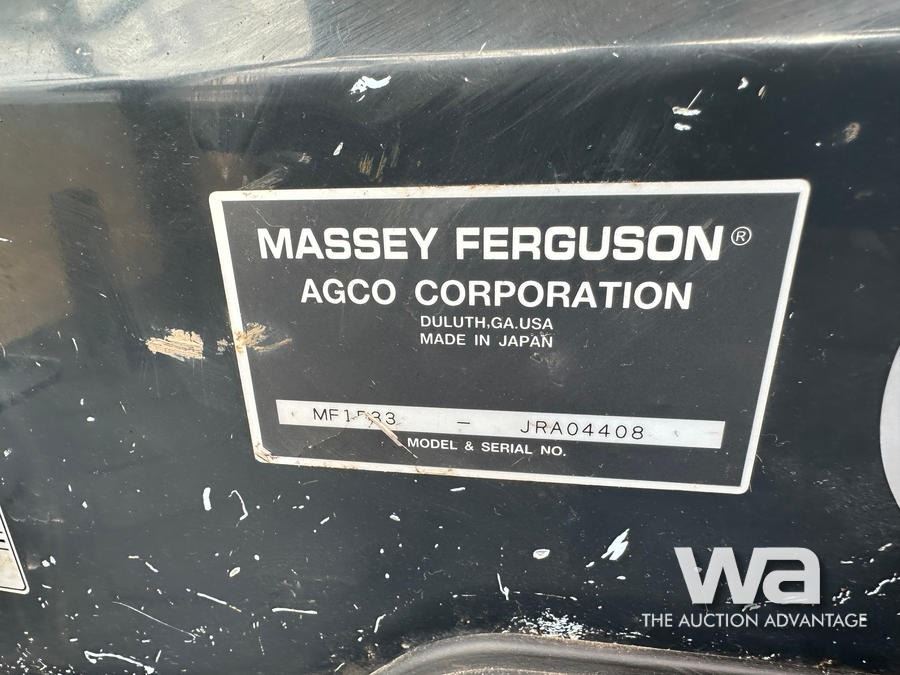 MASSEY FERGUSON®
AGCO CORPORATION
DULUTH,GA.USA
MADE IN JAPAN
– JRA04408
MODEL & SERIAL NO.
wa
THE AUCTION ADVANTAGE